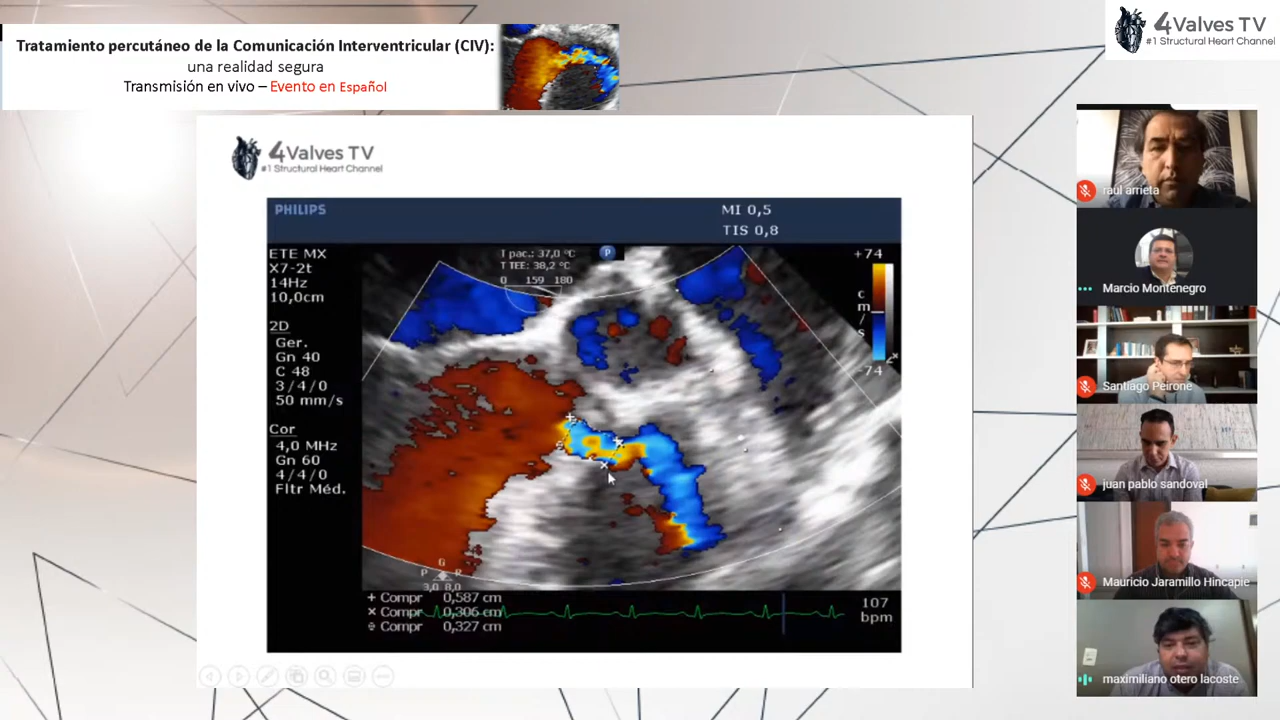 Tratamiento percutáneo de la Comunicación Interventricular (CIV):
una realidad segura
Transmisión en vivo – Evento en Español
4Valves TV
#1 Structural Heart Channel
4Valves TV
#1 Structural Heart Channel
PHILIPS
MI 0,5
TIS 0,8
ETE MX
X7-2t
14Hz
10,0cm
2D
Ger.
Gn 40
C 48
3/4/0
50 mm/s
Cor
4,0 MHz
Gn 60
4/4/0
Fltr Méd.
T pac.: 37,0 °C
T TEE: 38,2 °C
0 159 180
P
+74
cm/s
-74
G
P R
3,0 8,0
+ Compr 0,587 cm
× Compr 0,306 cm
Compr 0,327 cm
107
bpm
raul arrieta
Marcio Montenegro
Santiago Peirone
juan pablo sandoval
Mauricio Jaramillo Hincapie
maximiliano otero lacoste